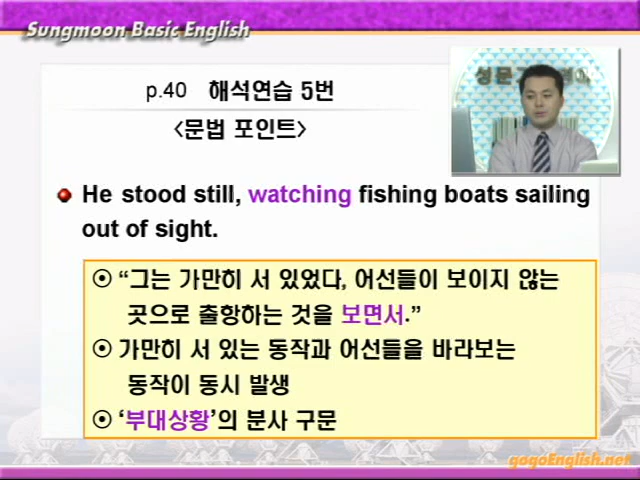 Sungmoon Basic English
p.40 해석연습 5번
<문법 포인트>
He stood still, watching fishing boats sailing
out of sight.
⊙ “그는 가만히 서 있었다, 어선들이 보이지 않는
곳으로 출항하는 것을 보면서.”
⊙ 가만히 서 있는 동작과 어선들을 바라보는
동작이 동시 발생
⊙ ‘부대상황’의 분사 구문
gogoEnglish.net